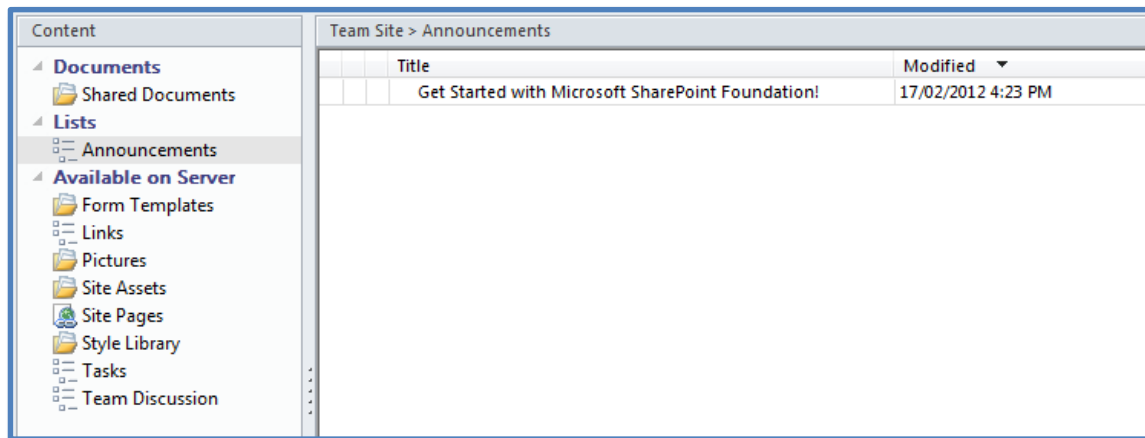 Content
Documents
Shared Documents
Lists
Announcements
Available on Server
Form Templates
Links
Pictures
Site Assets
Site Pages
Style Library
Tasks
Team Discussion
Team Site > Announcements
Title Modified
Get Started with Microsoft SharePoint Foundation! 17/02/2012 4:23 PM